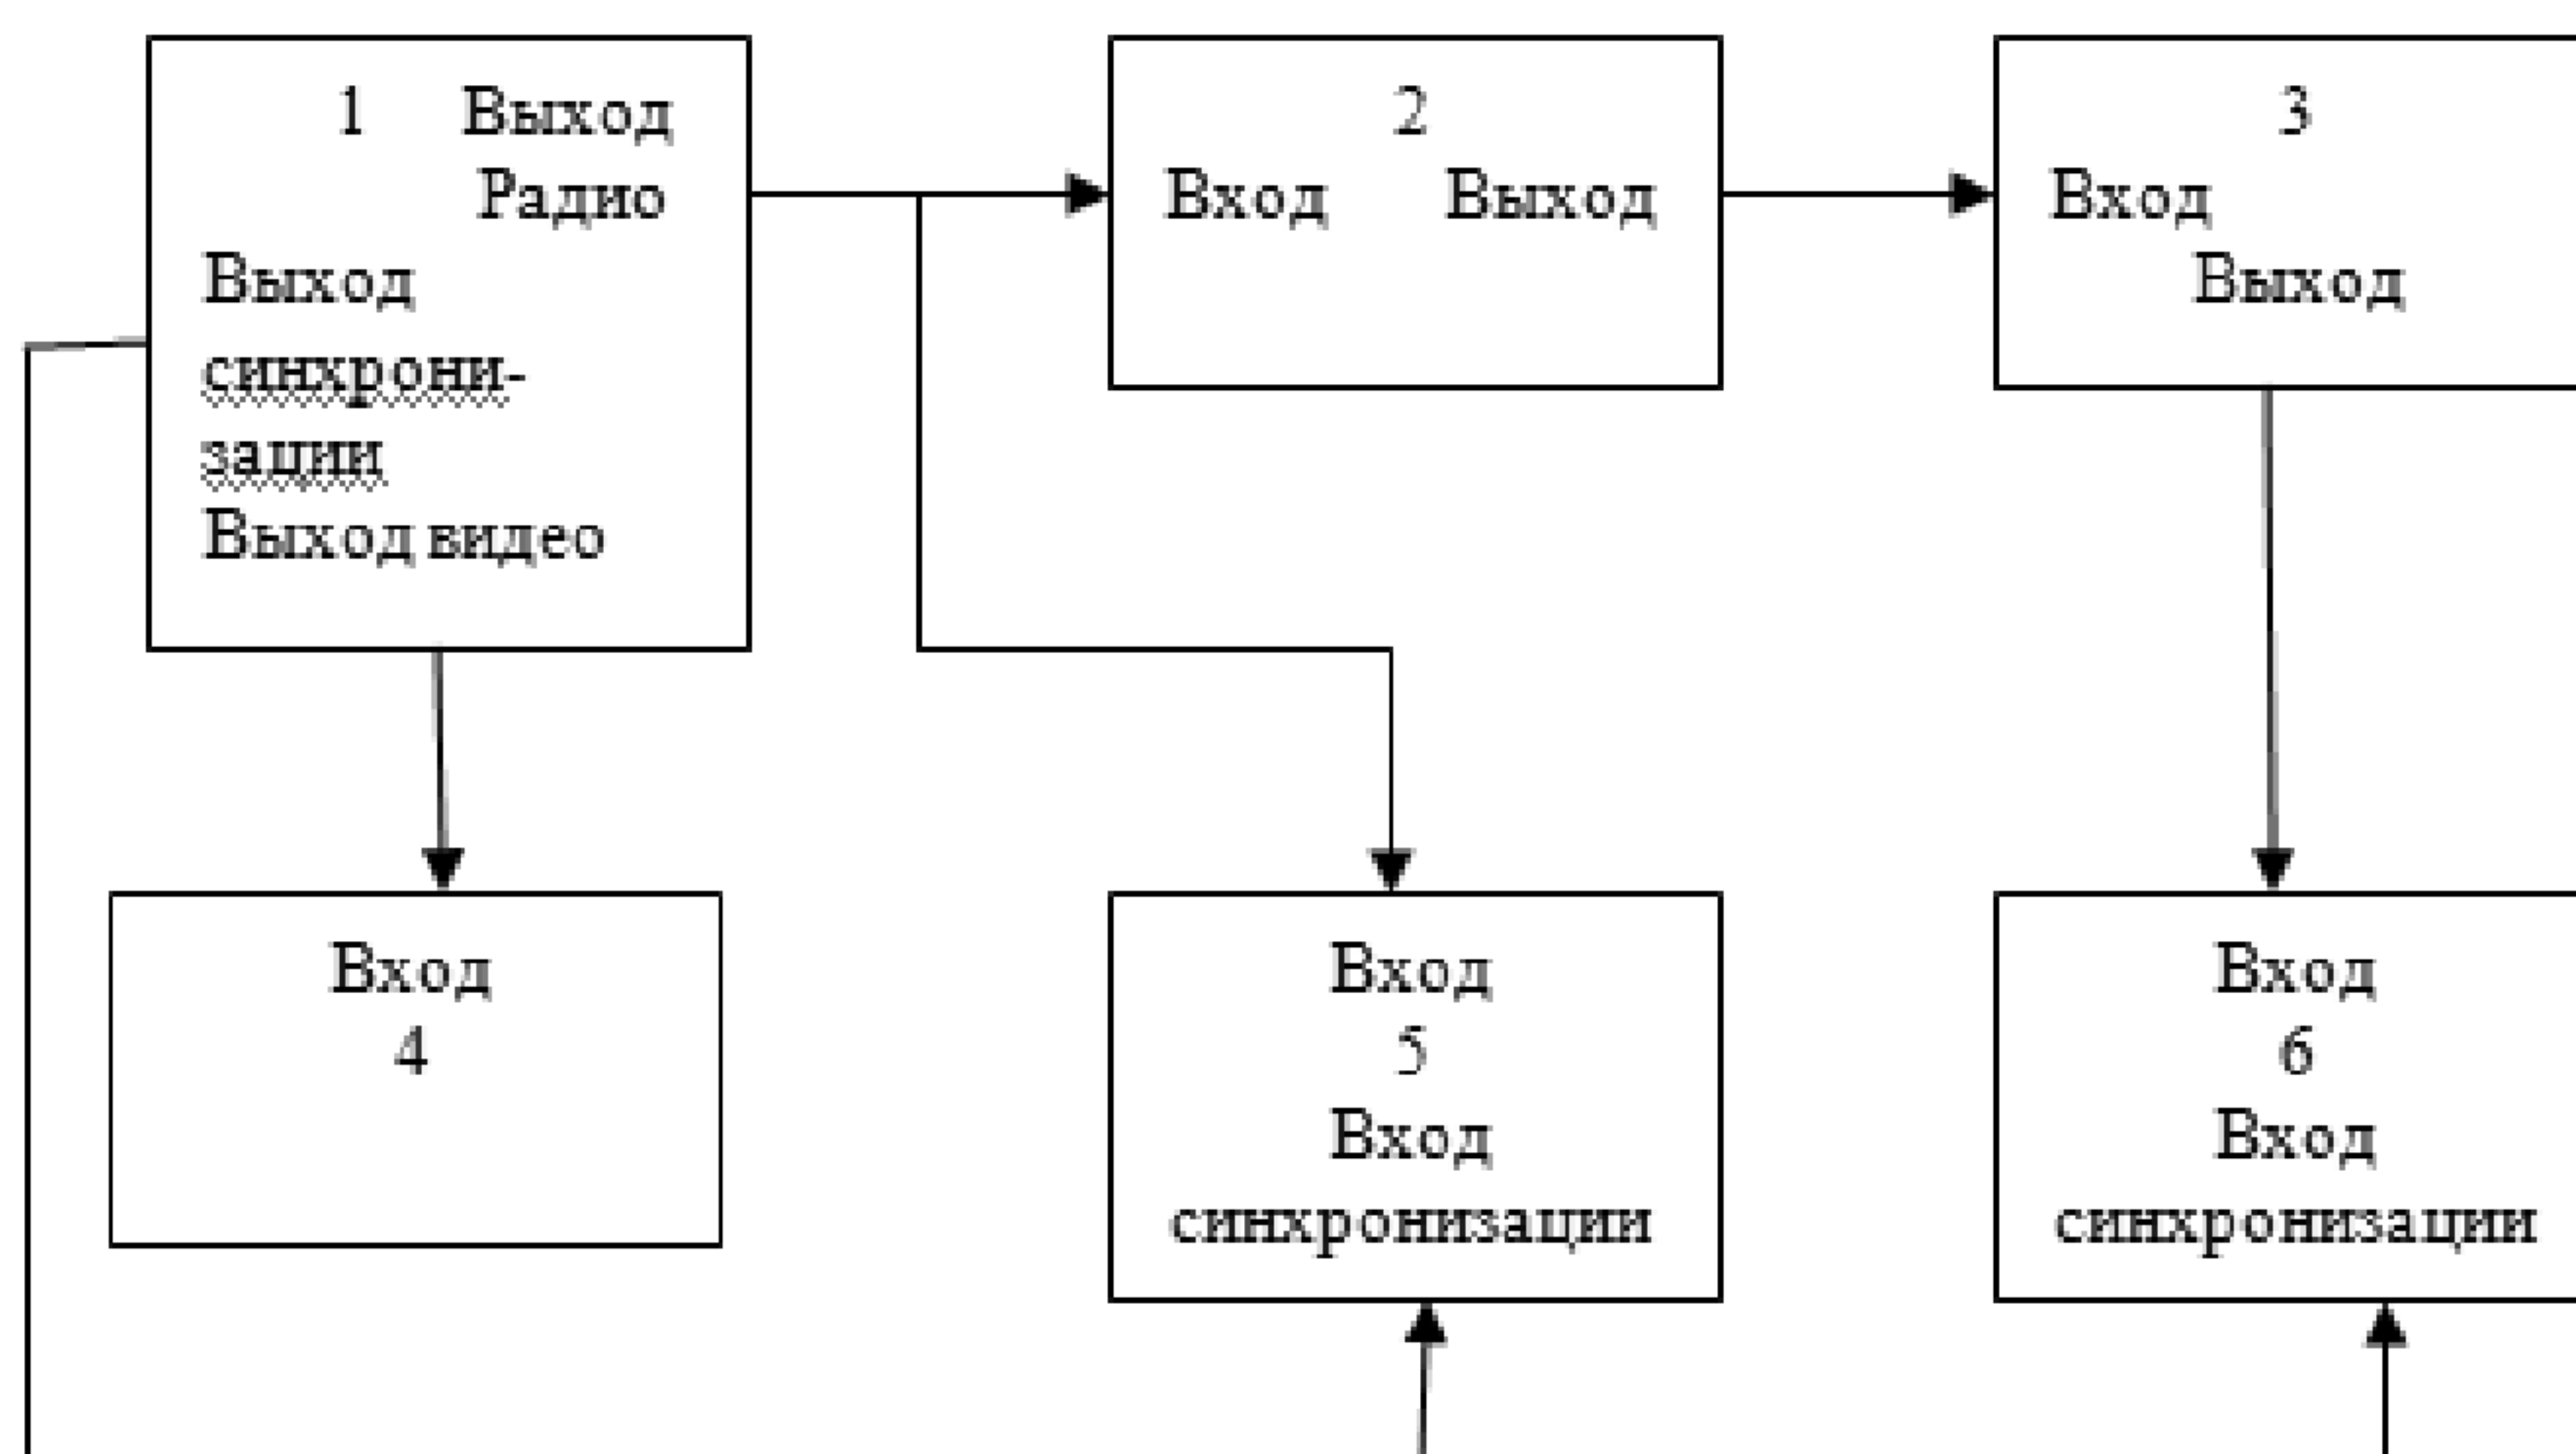 1 Выход
Радио
Выход
синхрони-
зации
Выход видео
2
Вход Выход
3
Вход
Выход
Вход
4
Вход
5
Вход
синхронизации
Вход
6
Вход
синхронизации